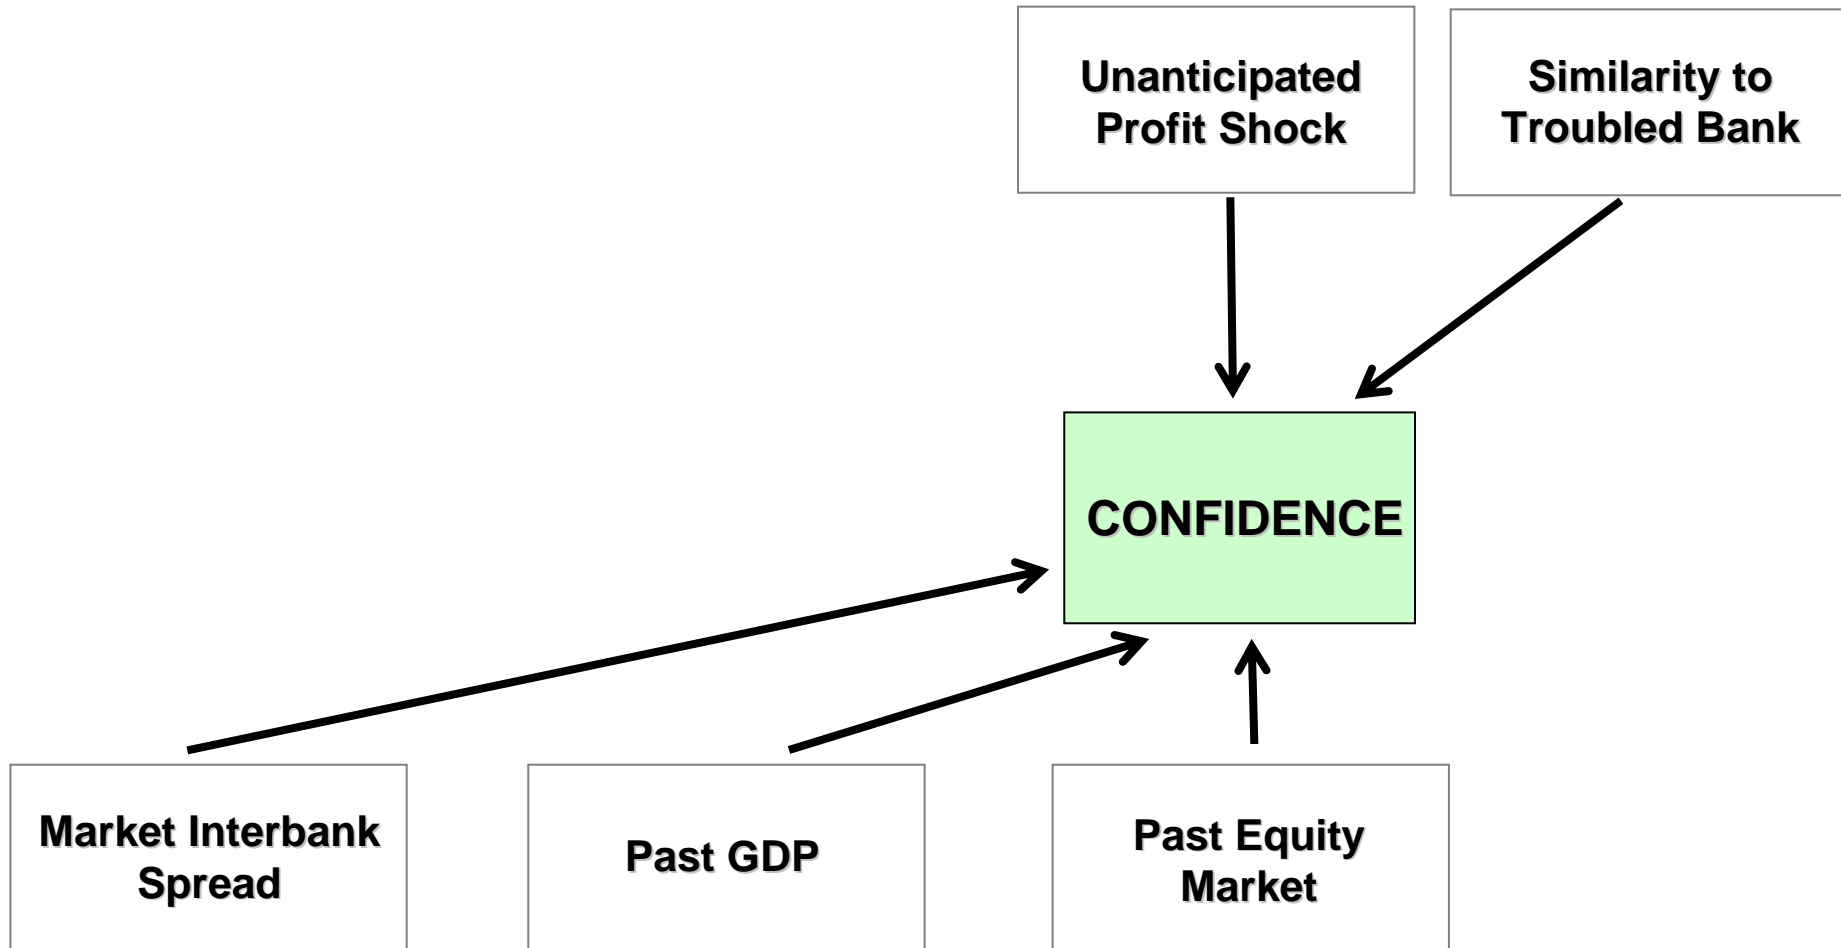 Unanticipated
Profit Shock
Similarity to
Troubled Bank
CONFIDENCE
Market Interbank
Spread
Past GDP
Past Equity
Market